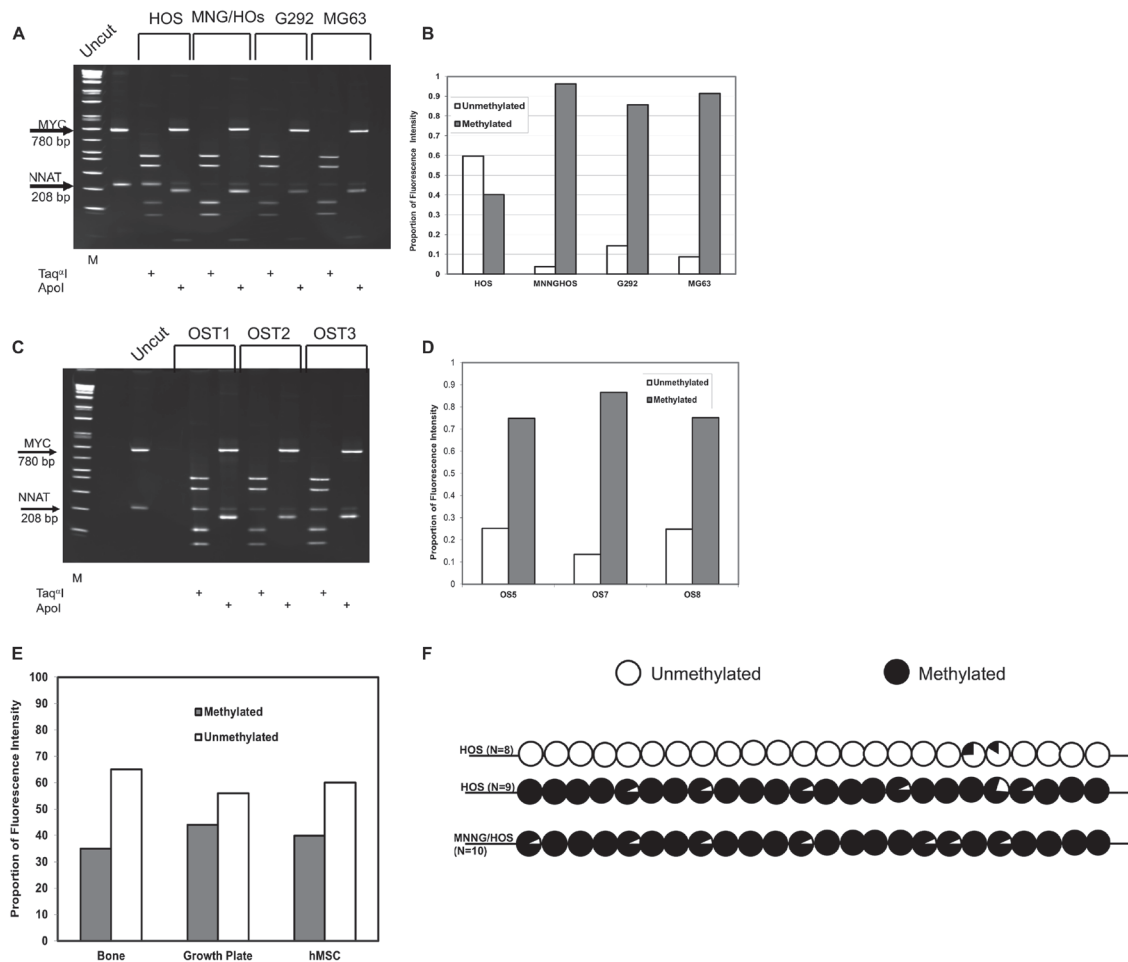 A
HOS MNG/HOs G292 MG63
Uncut
MYC
780 bp
NNAT
208 bp
M
TaqᵅI + + + +
ApoI + + + +
B
Proportion of Fluorescence Intensity
1
0.9
0.8
0.7
0.6
0.5
0.4
0.3
0.2
0.1
0
Unmethylated
Methylated
HOS MNNGHOS G292 MG63
C
Uncut
OST1 OST2 OST3
MYC
780 bp
NNAT
208 bp
M
TaqᵅI + + +
ApoI + + +
D
Proportion of Fluorescence Intensity
1
0.9
0.8
0.7
0.6
0.5
0.4
0.3
0.2
0.1
0
Unmethylated
Methylated
OS5 OS7 OS8
E
Proportion of Fluorescence Intensity
100
90
80
70
60
50
40
30
20
10
0
Methylated
Unmethylated
Bone Growth Plate hMSC
F
Unmethylated Methylated
HOS (N=8)
HOS (N=9)
MNNG/HOS
(N=10)